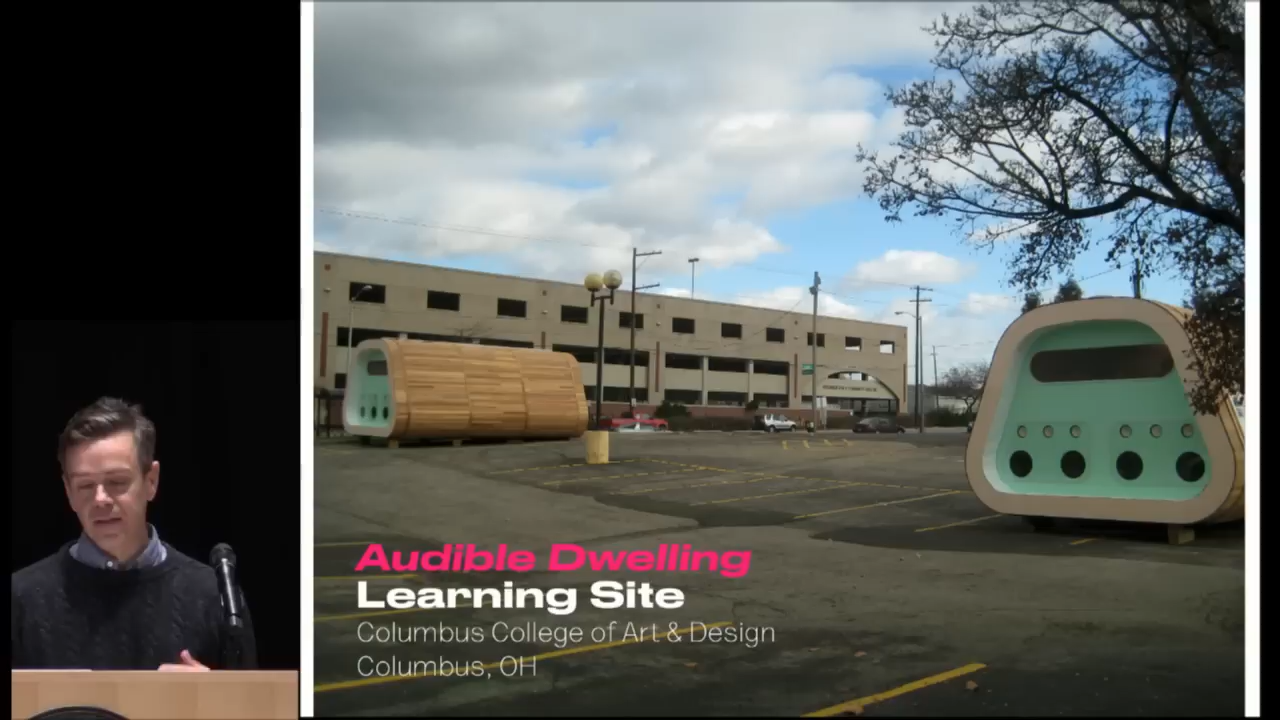 Audible Dwelling
Learning Site
Columbus College of Art & Design
Columbus, OH